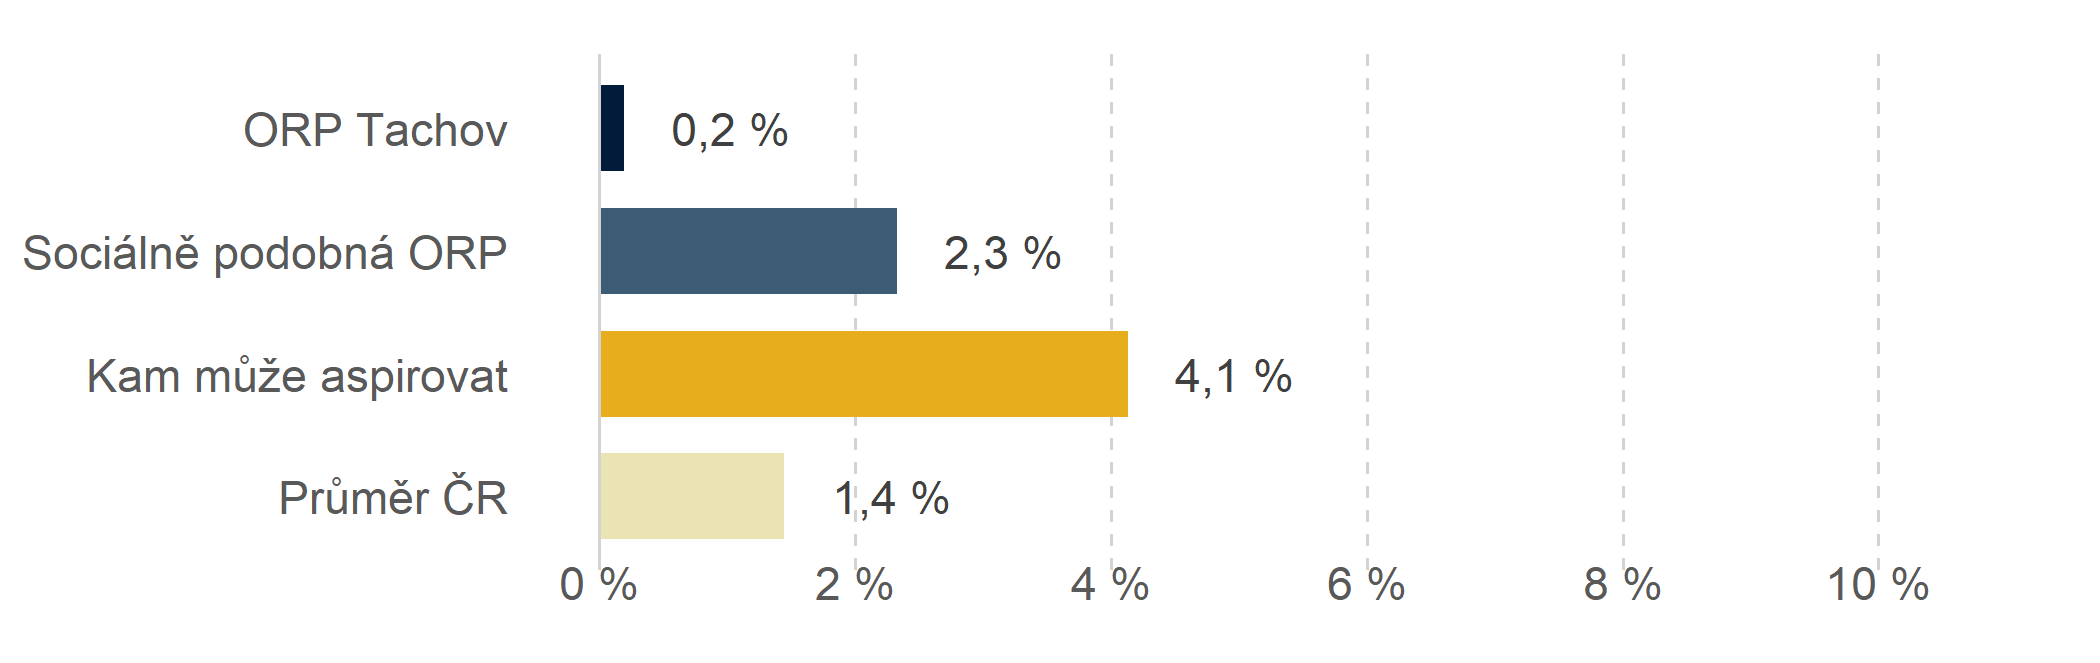 ORP Tachov 0,2 %
Sociálně podobná ORP 2,3 %
Kam může aspirovat 4,1 %
Průměr ČR 1,4 %
0 % 2 % 4 % 6 % 8 % 10 %